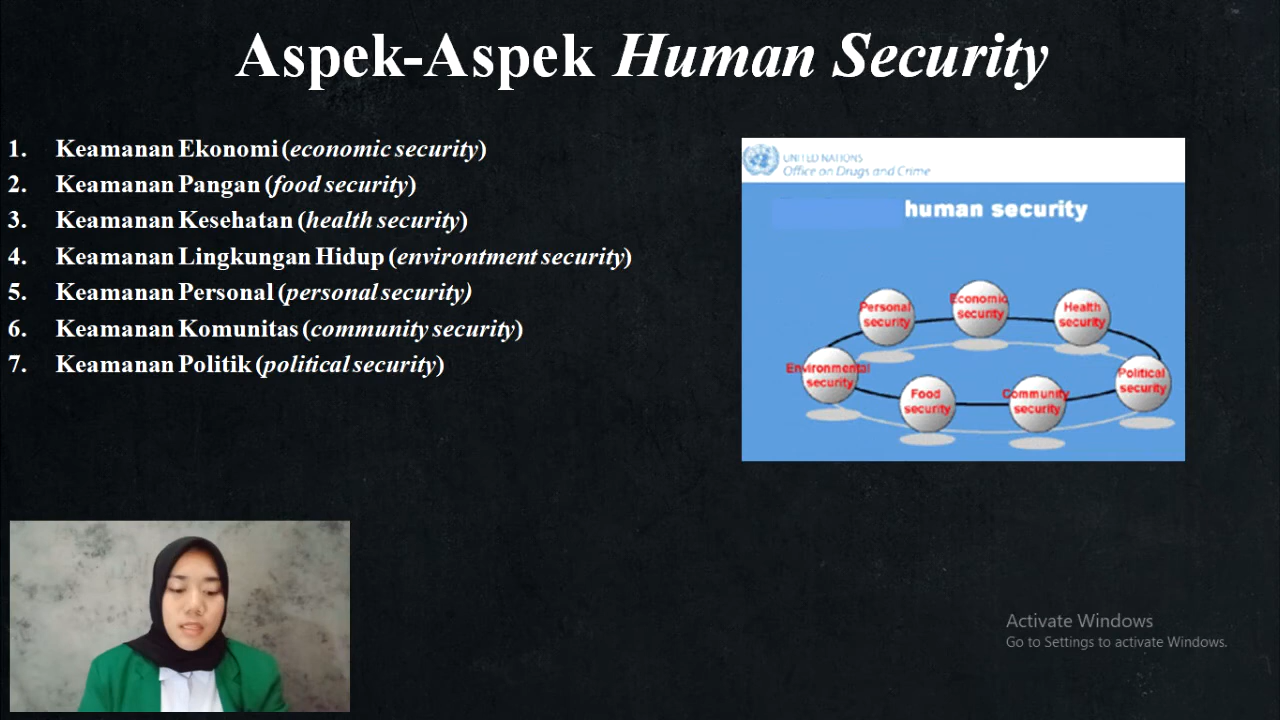 Aspek-Aspek Human Security
1. Keamanan Ekonomi (economic security)
2. Keamanan Pangan (food security)
3. Keamanan Kesehatan (health security)
4. Keamanan Lingkungan Hidup (environtment security)
5. Keamanan Personal (personal security)
6. Keamanan Komunitas (community security)
7. Keamanan Politik (political security)
UNITED NATIONS
Office on Drugs and Crime
human security
Personal
security
Economic
security
Health
security
Environmental
security
Food
security
Community
security
Political
security
Activate Windows
Go to Settings to activate Windows.